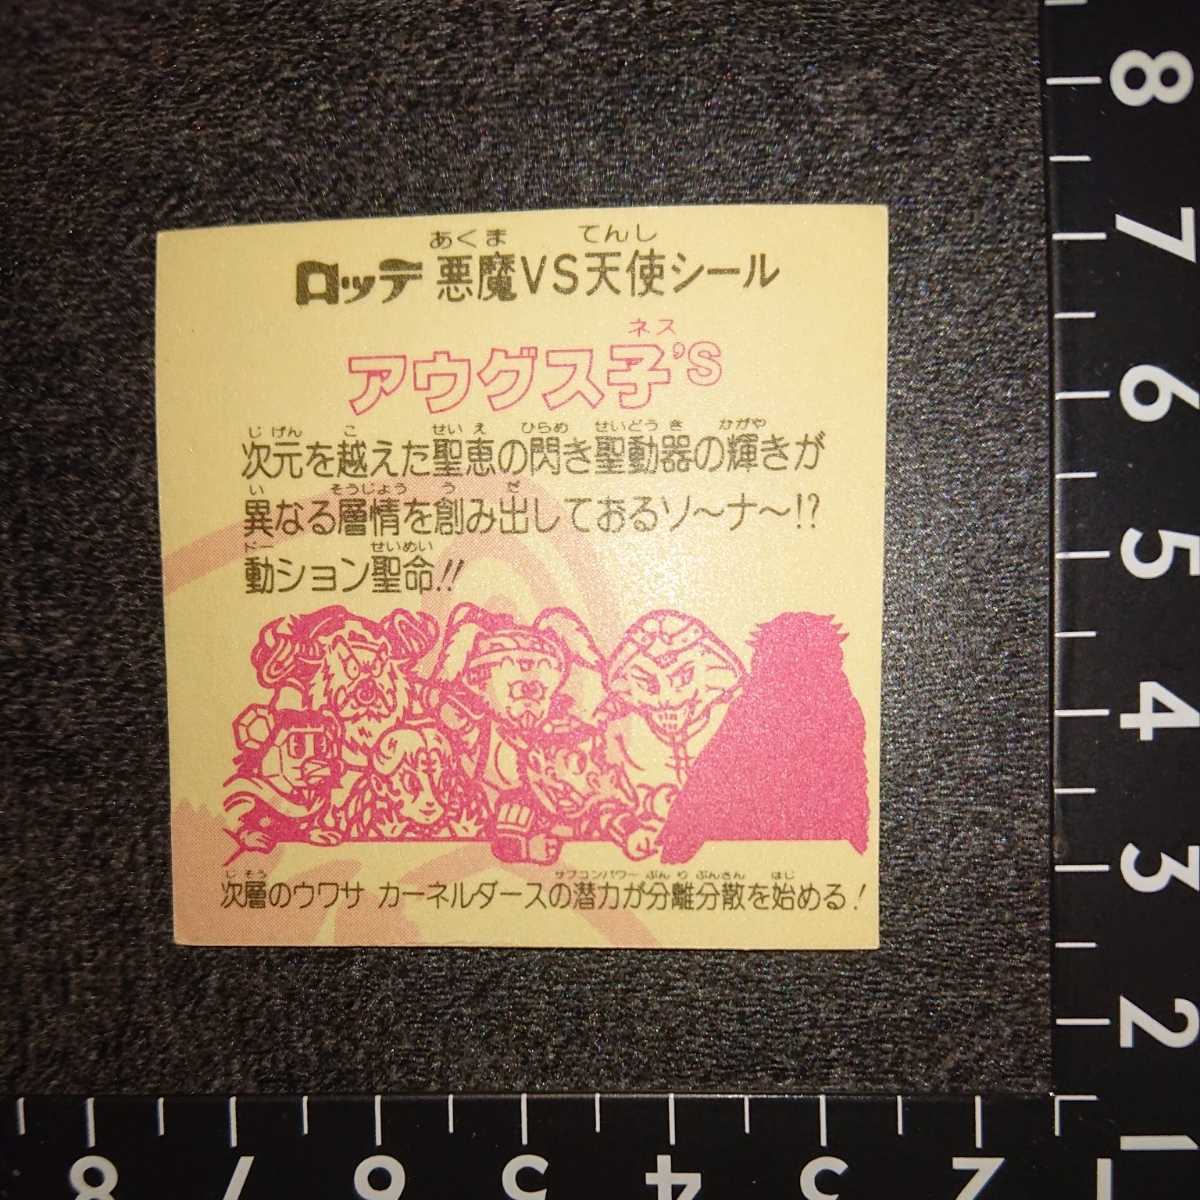 あくま てんし
ロッテ 悪魔VS天使シール
ネス
アウグス子'S
じげん こ せいえ ひらめ せいどうき かがや
次元を越えた聖恵の閃き聖動器の輝きが
い そうじょう う だ
異なる層情を創み出しておるソ〜ナ〜!?
ドー せいめい
動ション聖命!!
じそう サブコンパワー ぶんり ぶんさん はじ
次層のウワサ カーネルダースの潜力が分離分散を始める!
8
7
6
5
4
3
2
1
8 7 6 5 4 3 2 1